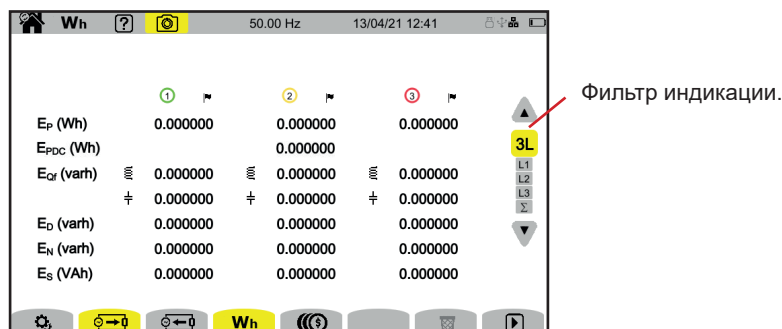 Wh ? 50.00 Hz 13/04/21 12:41
1 2 3
Фильтр индикации.
EP (Wh) 0.000000 0.000000 0.000000
3L
EPDC (Wh) 0.000000
L1
EQf (varh) 0.000000 0.000000 0.000000
L2
L3
0.000000 0.000000 0.000000
Σ
ED (varh) 0.000000 0.000000 0.000000
EN (varh) 0.000000 0.000000 0.000000
ES (VAh) 0.000000 0.000000 0.000000
Wh $